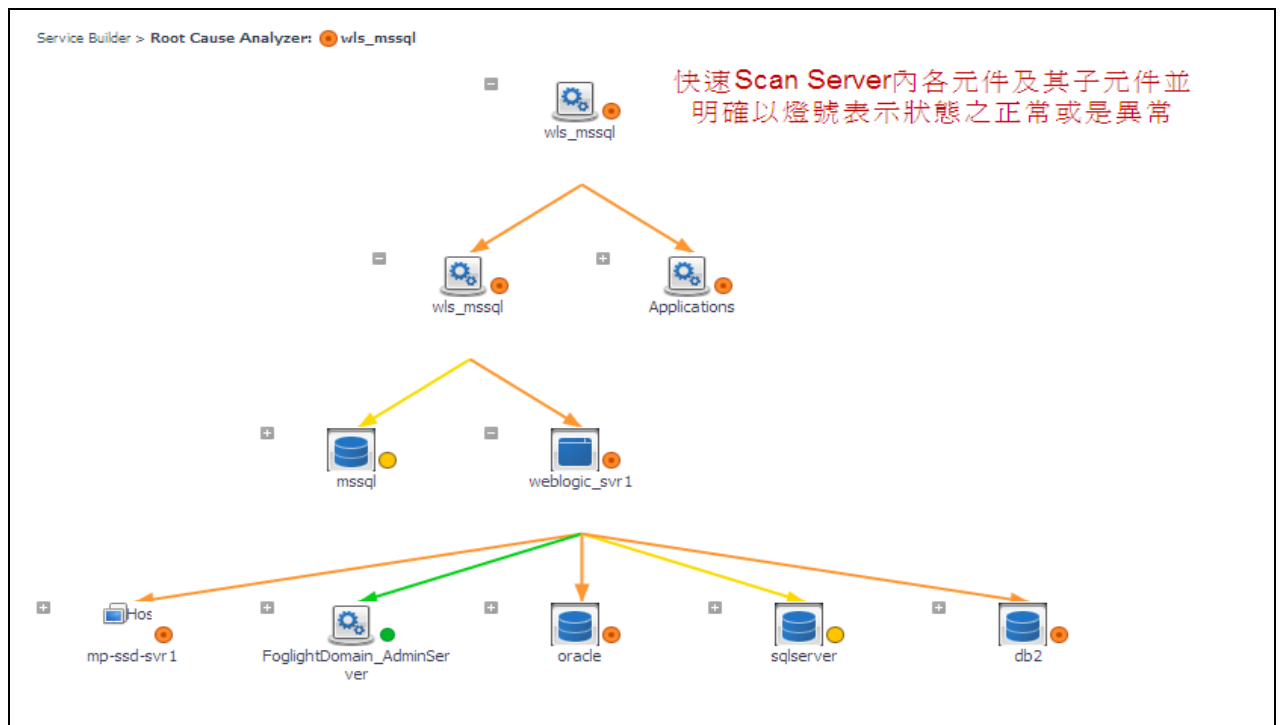 Service Builder > Root Cause Analyzer: wls_mssql
快速Scan Server內各元件及其子元件並
明確以燈號表示狀態之正常或是異常
wls_mssql
wls_mssql
Applications
mssql
weblogic_svr1
Hos
mp-ssd-svr1
FoglightDomain_AdminSer
ver
oracle
sqlserver
db2